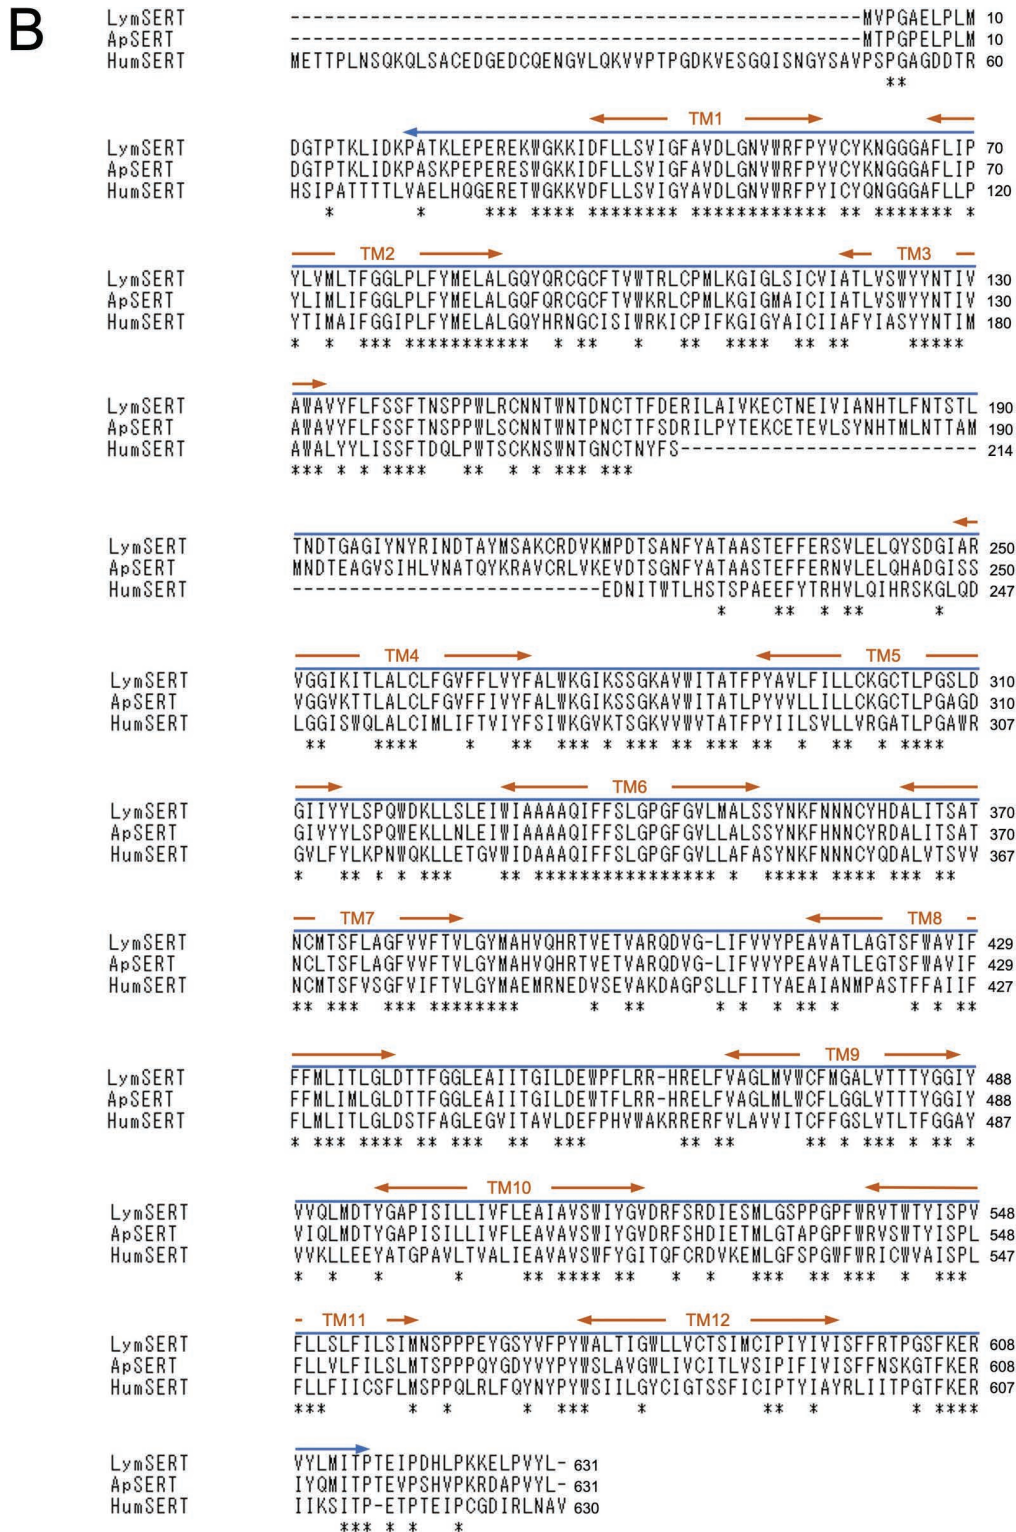 B
LymSERT --------------------------------------------------MVPGAELPLM 10
ApSERT --------------------------------------------------MTPGPELPLM 10
HumSERT METTPLNSQKQLSACEDGEDCQENGVLQKVVPTPGDKVESGQISNGYSAVPSPGAGDDTR 60
**
TM1
LymSERT DGTPTKLIDKPATKLEPEREKWGKKIDFLLSVIGFAVDLGNVWRFPYVCYKNGGGAFLIP 70
ApSERT DGTPTKLIDKPASKPEPERESWGKKIDFLLSVIGFAVDLGNVWRFPYVCYKNGGGAFLIP 70
HumSERT HSIPATTTTLVAELHQGERETWGKKVDFLLSVIGYAVDLGNVWRFPYICYQNGGGAFLLP 120
* * *** **** ******** ************ ** ******* *
TM2 TM3
LymSERT YLVMLTFGGLPLFYMELALGQYQRCGCFTVWTRLCPMLKGIGLSICVIATLVSWYYNTIV 130
ApSERT YLIMLIFGGLPLFYMELALGQFQRCGCFTVWKRLCPMLKGIGMAICIIATLVSWYYNTIV 130
HumSERT YTIMAIFGGIPLFYMELALGQYHRNGCISIWRKICPIFKGIGYAICIIAFYIASYYNTIM 180
* * *** *********** * ** * ** **** ** ** *****
LymSERT AWAVYFLFSSFTNSPPWLRCNNTWNTDNCTTFDERILAIVKECTNEIVIANHTLFNTSTL 190
ApSERT AWAVYFLFSSFTNSPPWLSCNNTWNTPNCTTFSDRILPYTEKCETEVLSYNHTMLNTTAM 190
HumSERT AWALYYLISSFTDQLPWTSCKNSWNTGNCTNYFS-------------------------- 214
*** * * **** ** * * *** ***
LymSERT TNDTGAGIYNYRINDTAYMSAKCRDVKMPDTSANFYATAASTEFFERSVLELQYSDGIAR 250
ApSERT MNDTEAGVSIHLVNATQYKRAVCRLVKEVDTSGNFYATAASTEFFERNVLELQHADGISS 250
HumSERT ---------------------------EDNITWTLHSTSPAEEFYTRHVLQIHRSKGLQD 247
* ** * ** *
TM4 TM5
LymSERT VGGIKITLALCLFGVFFLVYFALWKGIKSSGKAVWITATFPYAVLFILLCKGCTLPGSLD 310
ApSERT VGGVKTTLALCLFGVFFIVYFALWKGIKSSGKAVWITATLPYVVLIILLCKGCTLPGAGD 310
HumSERT LGGISWQLALCIMLIFTVIYFSIWKGVKTSGKVVWVTATFPYIILSVLLVRGATLPGAWR 307
** **** * ** *** * *** ** *** ** * ** * ****
TM6
LymSERT GIIYYLSPQWDKLLSLEIWIAAAAQIFFSLGPGFGVLMALSSYNKFNNNCYHDALITSAT 370
ApSERT GIVYYLSPQWEKLLNLEIWIAAAAQIFFSLGPGFGVLLALSSYNKFHNNCYRDALITSAT 370
HumSERT GVLFYLKPNWQKLLETGVWIDAAAQIFFSLGPGFGVLLAFASYNKFNNNCYQDALVTSVV 367
* ** * * *** ** **************** * ***** **** *** **
TM7 TM8
LymSERT NCMTSFLAGFVVFTVLGYMAHVQHRTVETVARQDVG-LIFVVYPEAVATLAGTSFWAVIF 429
ApSERT NCLTSFLAGFVVFTVLGYMAHVQHRTVETVARQDVG-LIFVVYPEAVATLEGTSFWAVIF 429
HumSERT NCMTSFVSGFVIFTVLGYMAEMRNEDVSEVAKDAGPSLLFITYAEAIANMPASTFFAIIF 427
** *** *** ******** * ** * * * ** * * * **
TM9
LymSERT FFMLITLGLDTTFGGLEAIITGILDEWPFLRR-HRELFVAGLMVWCFMGALVTTTYGGIY 488
ApSERT FFMLIMLGLDTTFGGLEAIITGILDEWTFLRR-HRELFVAGLMLWCFLGGLVTTTYGGIY 488
HumSERT FLMLITLGLDSTFAGLEGVITAVLDEFPHVWAKRRERFVLAVVITCFFGSLVTLTFGGAY 487
* *** **** ** *** ** *** ** ** ** * *** * ** *
TM10
LymSERT VVQLMDTYGAPISILLIVFLEAIAVSWIYGVDRFSRDIESMLGSPPGPFWRVTWTYISPV 548
ApSERT VIQLMDTYGAPISILLIVFLEAIAVSWIYGVDRFSHDIETMLGTAPGPFWRVSWTYISPL 548
HumSERT VVKLLEEYATGPAVLTVALIEAVAVSWFYGITQFCRDVKEMLGFSPGWFWRICWVAISPL 547
* * * * ** **** ** * * *** ** *** * ***
TM11 TM12
LymSERT FLLSLFILSIMNSPPPEYGSYVFPYWALTIGWLLVCTSIMCIPIYIVISFFRTPGSFKER 608
ApSERT FLLVLFILSLMTSPPPQYGDYVYPYWSLAVGWLIVCITLVSIPIFIVISFFNSKGTFKER 608
HumSERT FLLFIICSFLMSPPQLRLFQYNYPYWSIILGYCIGTSSFICIPTYIAYRLIITPGTFKER 607
*** * * * *** * ** * * ****
LymSERT VYLMITPTEIPDHLPKKELPVYL- 631
ApSERT IYQMITPTEVPSHVPKRDAPVYL- 631
HumSERT IIKSITP-ETPTEIPCGDIRLNAV 630
*** * * *